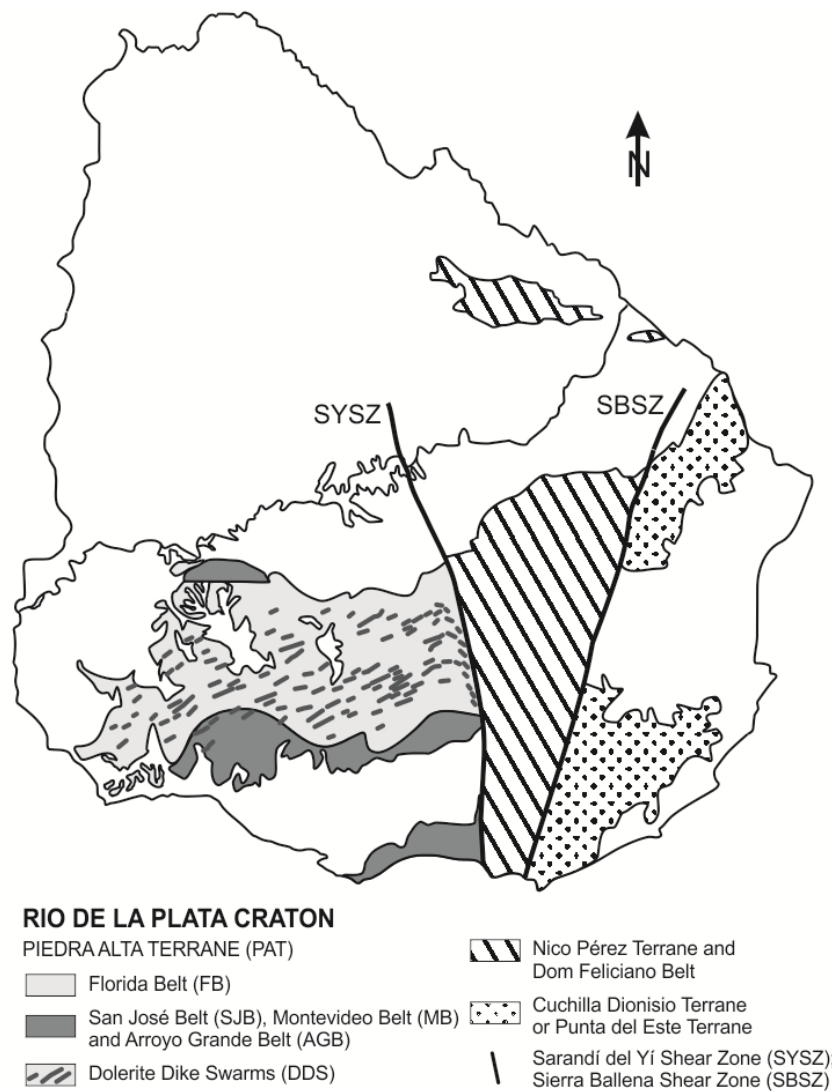 N
SYSZ
SBSZ
RIO DE LA PLATA CRATON
PIEDRA ALTA TERRANE (PAT)
Florida Belt (FB)
San José Belt (SJB), Montevideo Belt (MB)
and Arroyo Grande Belt (AGB)
Dolerite Dike Swarms (DDS)
Nico Pérez Terrane and
Dom Feliciano Belt
Cuchilla Dionisio Terrane
or Punta del Este Terrane
Sarandí del Yí Shear Zone (SYSZ);
Sierra Ballena Shear Zone (SBSZ)